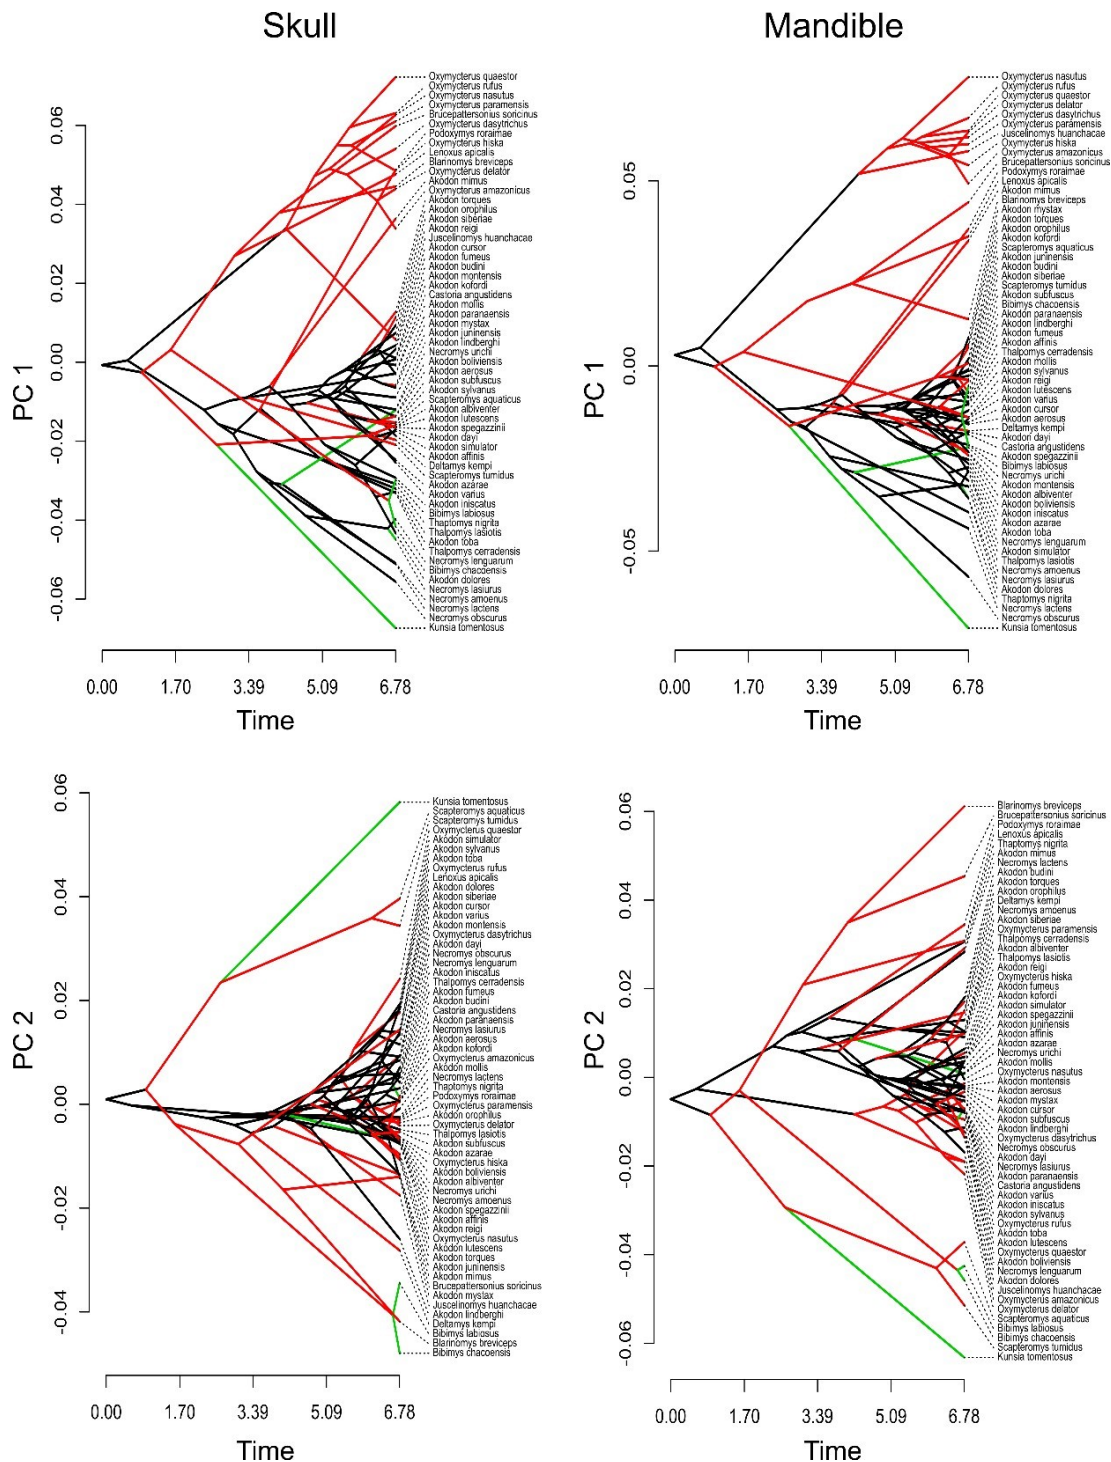 Skull
Mandible
PC 1
0.06
0.04
0.02
0.00
-0.02
-0.04
-0.06
Oxymycterus quaestor
Oxymycterus rufus
Oxymycterus nasutus
Oxymycterus paramensis
Brucepattersonius soricinus
Podoxymys roraimae
Oxymycterus hiska
Lenoxus apicalis
Blarinomys breviceps
Oxymycterus delator
Akodon mimus
Oxymycterus amazonicus
Akodon torques
Akodon orophilus
Akodon siberiae
Akodon reigi
Juscelinomys huanchacae
Akodon cursor
Akodon fumeus
Akodon budini
Akodon montensis
Akodon kofordi
Castoria angustidens
Akodon mollis
Akodon paranaensis
Akodon mystax
Akodon juninensis
Akodon lindberghi
Necromys urichi
Akodon boliviensis
Akodon aerosus
Akodon subfuscus
Akodon sylvanus
Scapteromys aquaticus
Akodon albiventer
Akodon lutescens
Akodon spegazzinii
Akodon dayi
Akodon simulator
Akodon affinis
Deltamys kempi
Scapteromys tumidus
Akodon azarae
Akodon varius
Akodon iniscatus
Bibimys labiosus
Thaptomys nigrita
Thalpomys lasiotis
Akodon toba
Thalpomys cerradensis
Necromys lenguarum
Bibimys chacoensis
Akodon dolores
Necromys lasiurus
Necromys amoenus
Necromys lactens
Necromys obscurus
Kunsia tomentosus
0.00 1.70 3.39 5.09 6.78
Time
PC 1
0.05
0.00
-0.05
Oxymycterus nasutus
Oxymycterus rufus
Oxymycterus quaestor
Oxymycterus delator
Oxymycterus dasytrichus
Oxymycterus paramensis
Juscelinomys huanchacae
Oxymycterus hiska
Oxymycterus amazonicus
Brucepattersonius soricinus
Podoxymys roraimae
Lenoxus apicalis
Akodon mimus
Blarinomys breviceps
Akodon mystax
Akodon torques
Akodon orophilus
Akodon kofordi
Scapteromys aquaticus
Akodon juninensis
Akodon budini
Akodon siberiae
Scapteromys tumidus
Akodon subfuscus
Bibimys chacoensis
Akodon paranaensis
Akodon lindberghi
Akodon fumeus
Akodon affinis
Thalpomys cerradensis
Akodon mollis
Akodon sylvanus
Akodon reigi
Akodon lutescens
Akodon varius
Akodon cursor
Akodon aerosus
Deltamys kempi
Akodon dayi
Castoria angustidens
Akodon spegazzinii
Bibimys labiosus
Necromys urichi
Akodon montensis
Akodon albiventer
Akodon boliviensis
Akodon iniscatus
Akodon azarae
Akodon toba
Necromys lenguarum
Akodon simulator
Thalpomys lasiotis
Necromys amoenus
Necromys lasiurus
Akodon dolores
Thaptomys nigrita
Necromys lactens
Necromys obscurus
Kunsia tomentosus
0.00 1.70 3.39 5.09 6.78
Time
PC 2
0.06
0.04
0.02
0.00
-0.02
-0.04
Kunsia tomentosus
Scapteromys aquaticus
Scapteromys tumidus
Oxymycterus quaestor
Akodon simulator
Akodon sylvanus
Akodon toba
Oxymycterus rufus
Lenoxus apicalis
Akodon dolores
Akodon siberiae
Akodon cursor
Akodon varius
Akodon montensis
Oxymycterus dasytrichus
Akodon dayi
Necromys obscurus
Necromys lenguarum
Akodon iniscatus
Thalpomys cerradensis
Akodon fumeus
Akodon budini
Castoria angustidens
Akodon paranaensis
Necromys lasiurus
Akodon aerosus
Akodon kofordi
Oxymycterus amazonicus
Akodon mollis
Necromys lactens
Thaptomys nigrita
Podoxymys roraimae
Oxymycterus paramensis
Akodon orophilus
Oxymycterus delator
Thalpomys lasiotis
Akodon subfuscus
Akodon azarae
Oxymycterus hiska
Akodon boliviensis
Akodon albiventer
Necromys urichi
Necromys amoenus
Akodon spegazzinii
Akodon affinis
Akodon reigi
Oxymycterus nasutus
Akodon lutescens
Akodon torques
Akodon juninensis
Akodon mimus
Brucepattersonius soricinus
Akodon mystax
Juscelinomys huanchacae
Akodon lindberghi
Deltamys kempi
Bibimys labiosus
Blarinomys breviceps
Bibimys chacoensis
0.00 1.70 3.39 5.09 6.78
Time
PC 2
0.06
0.04
0.02
0.00
-0.02
-0.04
-0.06
Blarinomys breviceps
Brucepattersonius soricinus
Podoxymys roraimae
Lenoxus apicalis
Thaptomys nigrita
Akodon mimus
Necromys lactens
Akodon budini
Akodon torques
Akodon orophilus
Deltamys kempi
Necromys amoenus
Akodon siberiae
Oxymycterus paramensis
Thalpomys cerradensis
Akodon albiventer
Thalpomys lasiotis
Akodon reigi
Oxymycterus hiska
Akodon fumeus
Akodon kofordi
Akodon simulator
Akodon spegazzinii
Akodon juninensis
Akodon affinis
Akodon azarae
Necromys urichi
Akodon mollis
Oxymycterus nasutus
Akodon montensis
Akodon aerosus
Akodon mystax
Akodon cursor
Akodon subfuscus
Akodon lindberghi
Oxymycterus dasytrichus
Necromys obscurus
Akodon dayi
Necromys lasiurus
Akodon paranaensis
Castoria angustidens
Akodon varius
Akodon iniscatus
Akodon sylvanus
Oxymycterus rufus
Akodon toba
Akodon lutescens
Oxymycterus quaestor
Akodon boliviensis
Necromys lenguarum
Akodon dolores
Juscelinomys huanchacae
Oxymycterus amazonicus
Oxymycterus delator
Scapteromys aquaticus
Bibimys labiosus
Bibimys chacoensis
Scapteromys tumidus
Kunsia tomentosus
0.00 1.70 3.39 5.09 6.78
Time